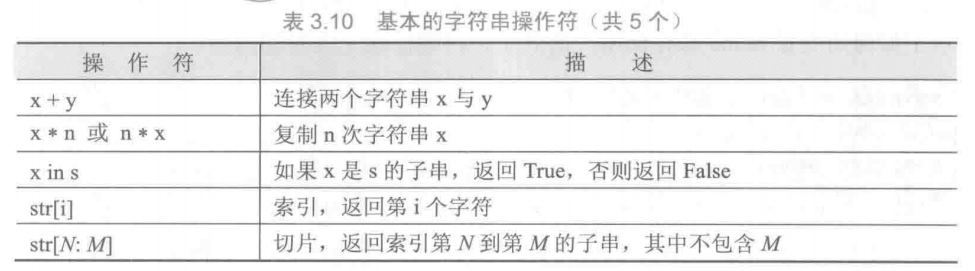 表 3.10 基本的字符串操作符（共 5 个）
操 作 符 描 述
x + y 连接两个字符串 x 与 y
x * n 或 n * x 复制 n 次字符串 x
x in s 如果 x 是 s 的子串，返回 True，否则返回 False
str[i] 索引，返回第 i 个字符
str[N: M] 切片，返回索引第 N 到第 M 的子串，其中不包含 M